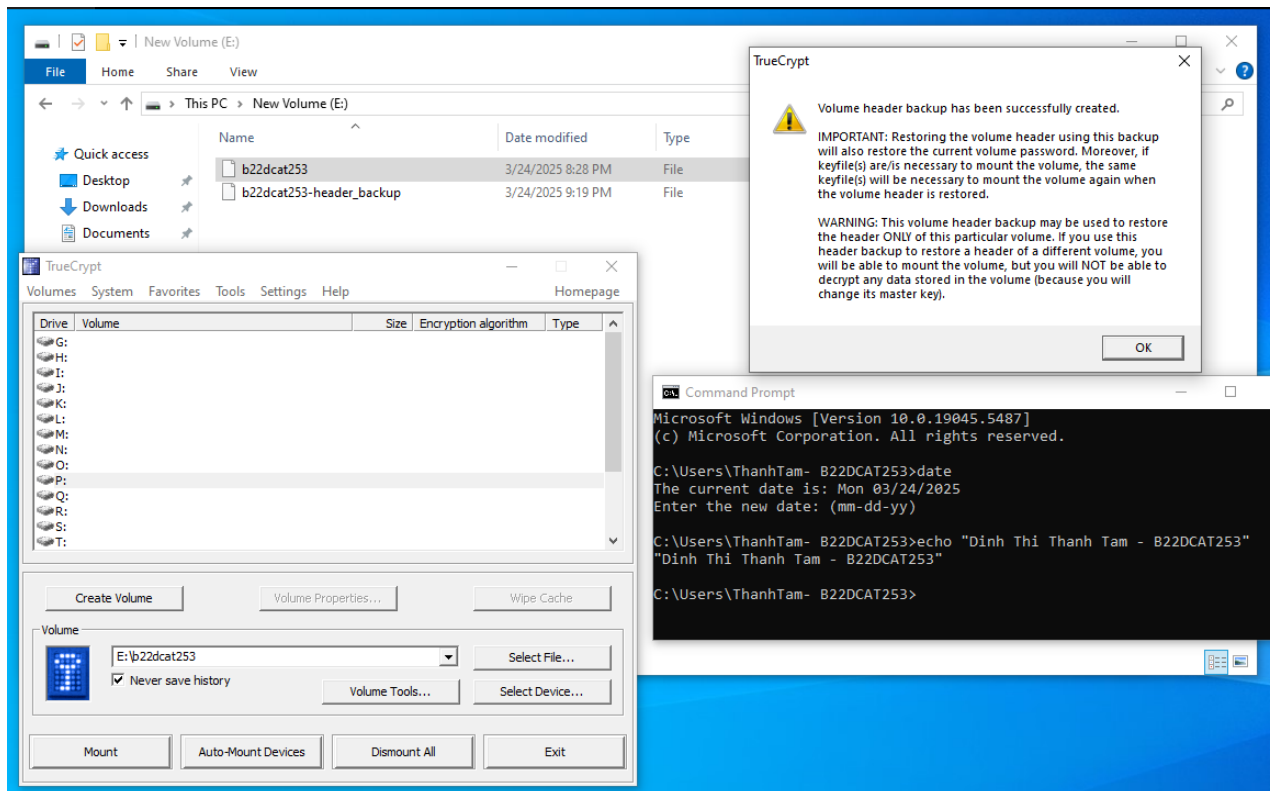 New Volume (E:)
File Home Share View
This PC > New Volume (E:)
Name Date modified Type
Quick access
b22dcat253 3/24/2025 8:28 PM File
Desktop
b22dcat253-header_backup 3/24/2025 9:19 PM File
Downloads
Documents
TrueCrypt
Volume header backup has been successfully created.
IMPORTANT: Restoring the volume header using this backup
will also restore the current volume password. Moreover, if
keyfile(s) are/is necessary to mount the volume, the same
keyfile(s) will be necessary to mount the volume again when
the volume header is restored.
WARNING: This volume header backup may be used to restore
the header ONLY of this particular volume. If you use this
header backup to restore a header of a different volume, you
will be able to mount the volume, but you will NOT be able to
decrypt any data stored in the volume (because you will
change its master key).
OK
TrueCrypt
Volumes System Favorites Tools Settings Help Homepage
Drive Volume Size Encryption algorithm Type
G:
H:
I:
J:
K:
L:
M:
N:
O:
P:
Q:
R:
S:
T:
Create Volume Volume Properties... Wipe Cache
Volume
E:\b22dcat253 Select File...
Never save history
Volume Tools... Select Device...
Mount Auto-Mount Devices Dismount All Exit
Command Prompt
Microsoft Windows [Version 10.0.19045.5487]
(c) Microsoft Corporation. All rights reserved.
C:\Users\ThanhTam- B22DCAT253>date
The current date is: Mon 03/24/2025
Enter the new date: (mm-dd-yy)
C:\Users\ThanhTam- B22DCAT253>echo "Dinh Thi Thanh Tam - B22DCAT253"
"Dinh Thi Thanh Tam - B22DCAT253"
C:\Users\ThanhTam- B22DCAT253>